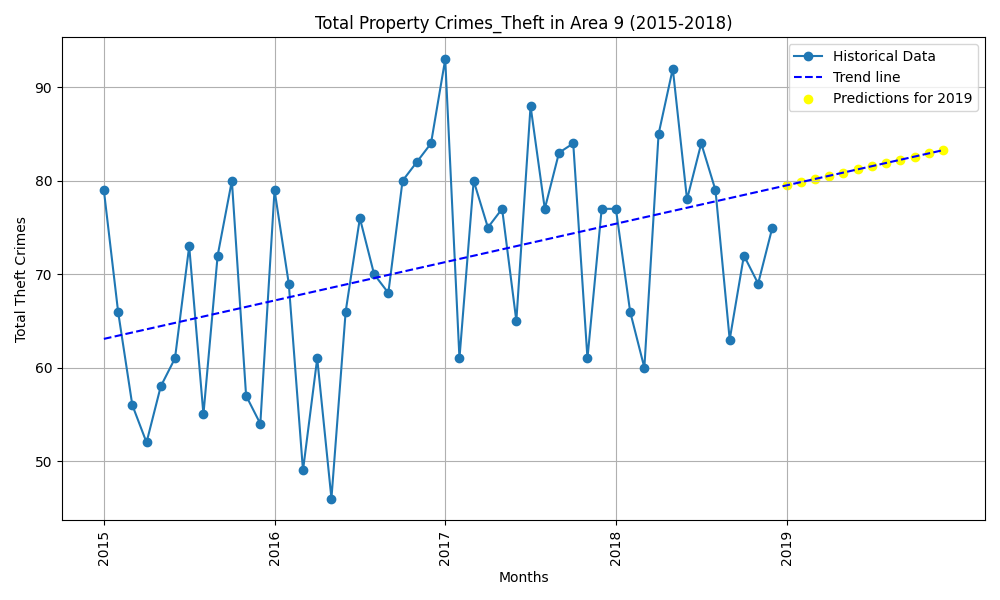 Total Property Crimes_Theft in Area 9 (2015-2018)
Historical Data
Trend line
Predictions for 2019
Total Theft Crimes
90
80
70
60
50
2015
2016
2017
2018
2019
Months